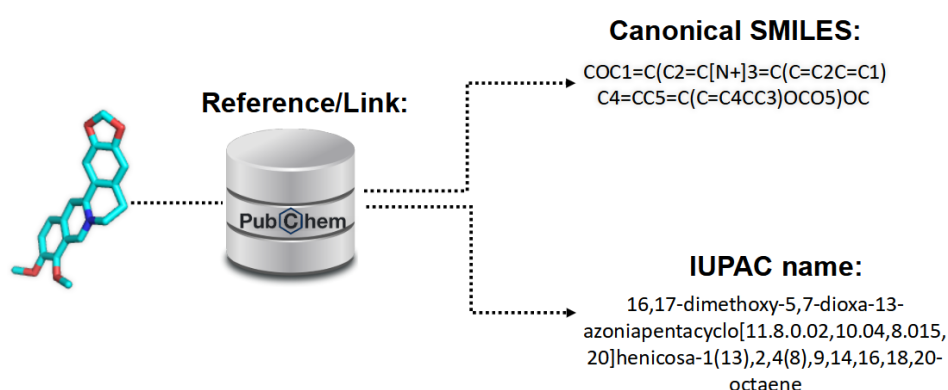 Canonical SMILES:
COC1=C(C2=C[N+]3=C(C=C2C=C1)
C4=CC5=C(C=C4CC3)OCO5)OC
Reference/Link:
PubChem
IUPAC name:
16,17-dimethoxy-5,7-dioxa-13-
azoniapentacyclo[11.8.0.02,10.04,8.015,
20]henicosa-1(13),2,4(8),9,14,16,18,20-
octaene